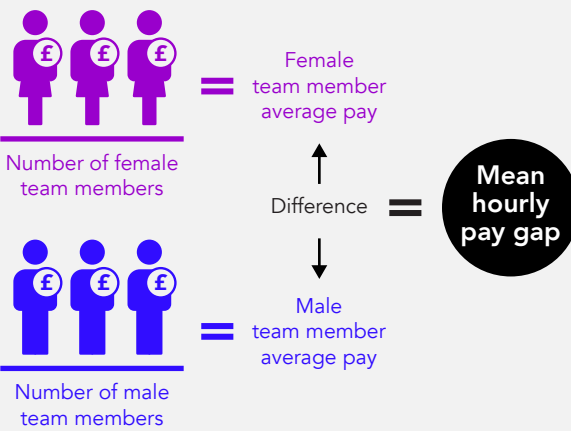 £ £ £
=
Female
team member
average pay
Number of female
team members
Difference
=
Mean
hourly
pay gap
£ £ £
=
Male
team member
average pay
Number of male
team members